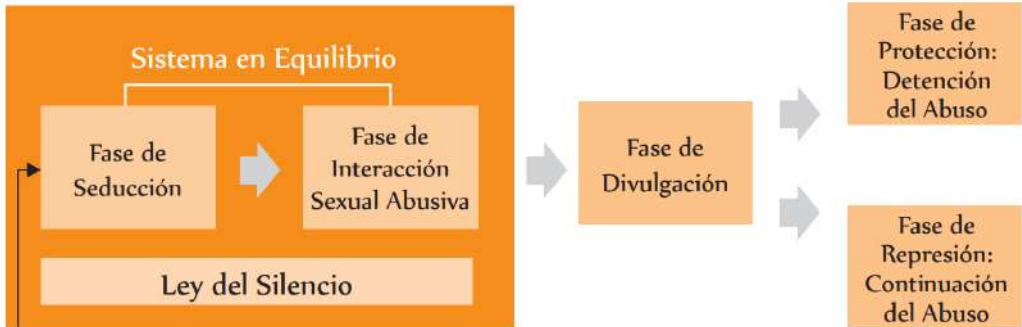 Sistema en Equilibrio
Fase de
Seducción
Fase de
Interacción
Sexual Abusiva
Ley del Silencio
Fase de
Divulgación
Fase de
Protección:
Detención
del Abuso
Fase de
Represión:
Continuación
del Abuso